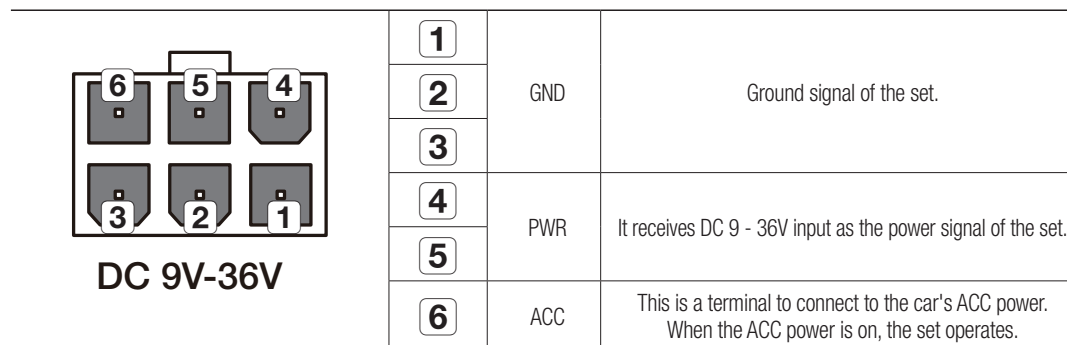 6 5 4
3 2 1
DC 9V-36V
1
2
3
GND
Ground signal of the set.
4
5
PWR
It receives DC 9 - 36V input as the power signal of the set.
6
ACC
This is a terminal to connect to the car's ACC power.
When the ACC power is on, the set operates.